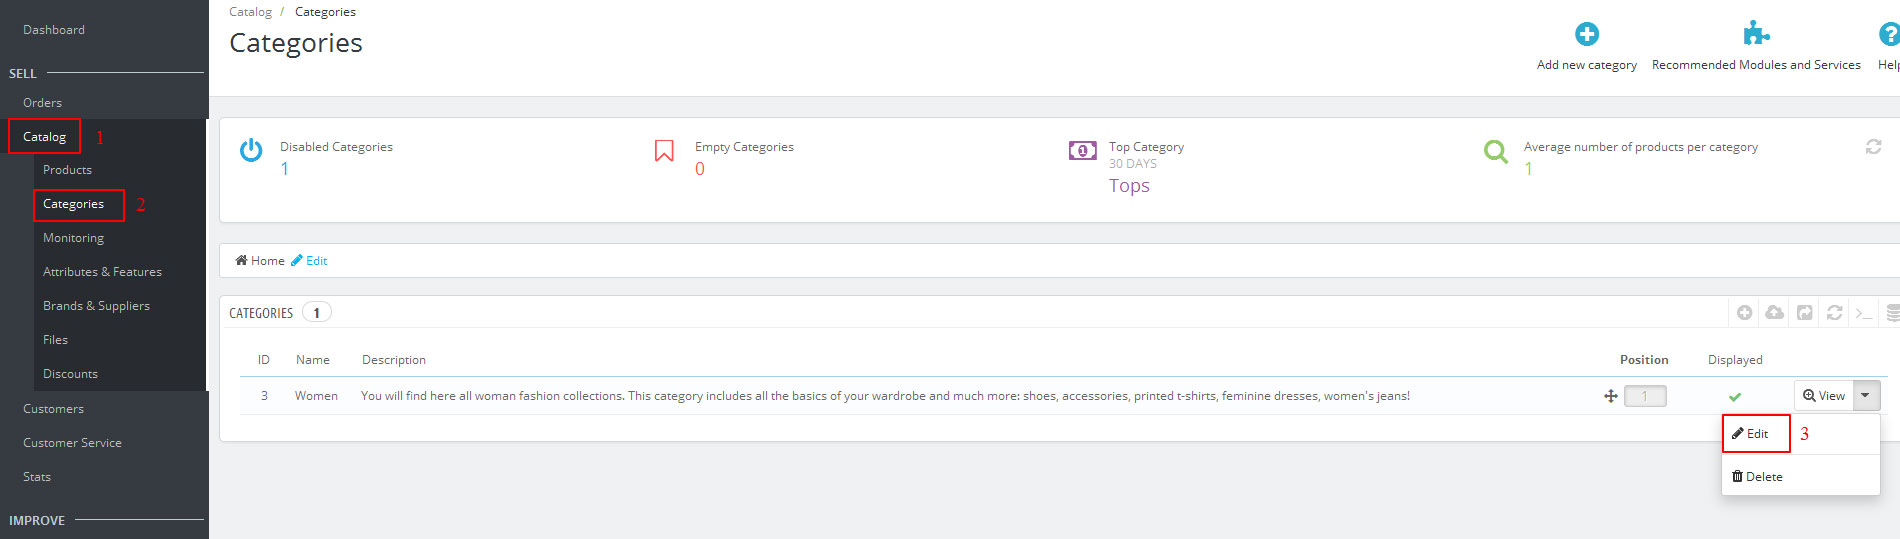 Dashboard
SELL
Orders
Catalog 1
Products
Categories 2
Monitoring
Attributes & Features
Brands & Suppliers
Files
Discounts
Customers
Customer Service
Stats
IMPROVE
Catalog / Categories
Categories
Add new category
Recommended Modules and Services
Help
Disabled Categories
1
Empty Categories
0
Top Category
30 DAYS
Tops
Average number of products per category
1
Home Edit
CATEGORIES 1
ID Name Description Position Displayed
3 Women You will find here all woman fashion collections. This category includes all the basics of your wardrobe and much more: shoes, accessories, printed t-shirts, feminine dresses, women's jeans! 1 View
Edit 3
Delete